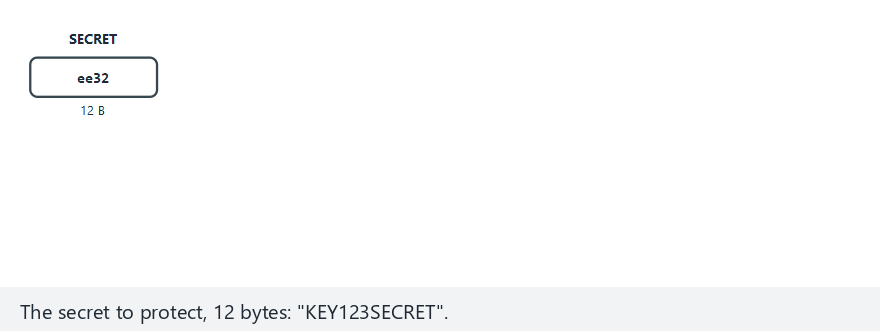 SECRET
ee32
12 B
The secret to protect, 12 bytes: "KEY123SECRET".